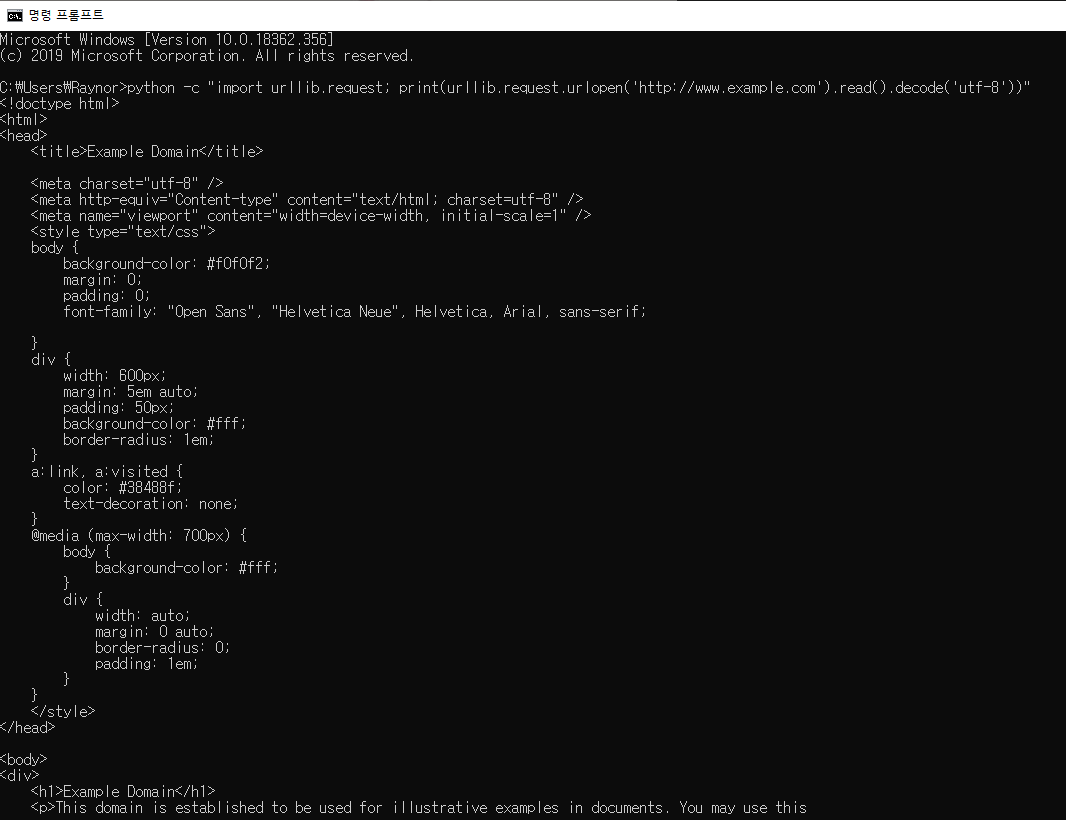 명령 프롬프트
Microsoft Windows [Version 10.0.18362.356]
(c) 2019 Microsoft Corporation. All rights reserved.

C:₩Users₩Raynor>python -c "import urllib.request; print(urllib.request.urlopen('http://www.example.com').read().decode('utf-8'))"
<!doctype html>
<html>
<head>
    <title>Example Domain</title>

    <meta charset="utf-8" />
    <meta http-equiv="Content-type" content="text/html; charset=utf-8" />
    <meta name="viewport" content="width=device-width, initial-scale=1" />
    <style type="text/css">
    body {
        background-color: #f0f0f2;
        margin: 0;
        padding: 0;
        font-family: "Open Sans", "Helvetica Neue", Helvetica, Arial, sans-serif;

    }
    div {
        width: 600px;
        margin: 5em auto;
        padding: 50px;
        background-color: #fff;
        border-radius: 1em;
    }
    a:link, a:visited {
        color: #38488f;
        text-decoration: none;
    }
    @media (max-width: 700px) {
        body {
            background-color: #fff;
        }
        div {
            width: auto;
            margin: 0 auto;
            border-radius: 0;
            padding: 1em;
        }
    }
    </style>
</head>

<body>
<div>
    <h1>Example Domain</h1>
    <p>This domain is established to be used for illustrative examples in documents. You may use this